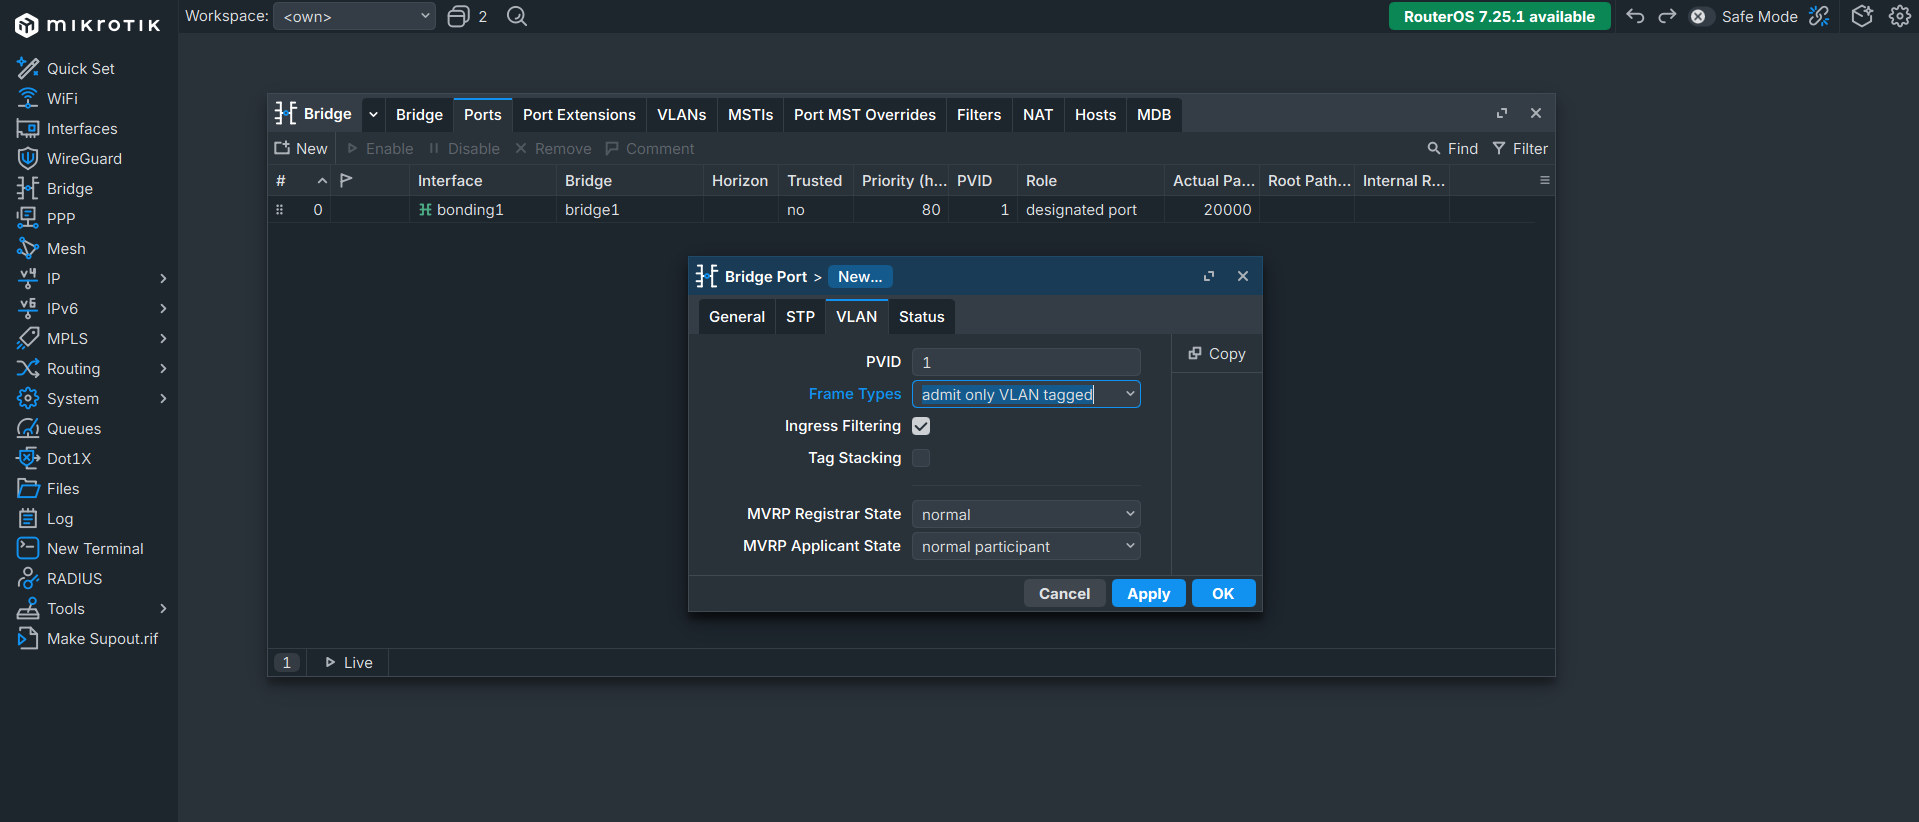 MIKROTIK
Workspace: <own> 2
RouterOS 7.25.1 available
Safe Mode
Quick Set
WiFi
Interfaces
WireGuard
Bridge
PPP
Mesh
v4 IP
v6 IPv6
MPLS
Routing
System
Queues
Dot1X
Files
Log
New Terminal
RADIUS
Tools
Make Supout.rif
Bridge
Bridge Ports Port Extensions VLANs MSTIs Port MST Overrides Filters NAT Hosts MDB
New Enable Disable Remove Comment Find Filter
# Interface Bridge Horizon Trusted Priority (h... PVID Role Actual Pa... Root Path... Internal R...
0 bonding1 bridge1 no 80 1 designated port 20000
Bridge Port > New...
General STP VLAN Status
PVID 1
Copy
Frame Types admit only VLAN tagged
Ingress Filtering
Tag Stacking
MVRP Registrar State normal
MVRP Applicant State normal participant
Cancel Apply OK
1 Live